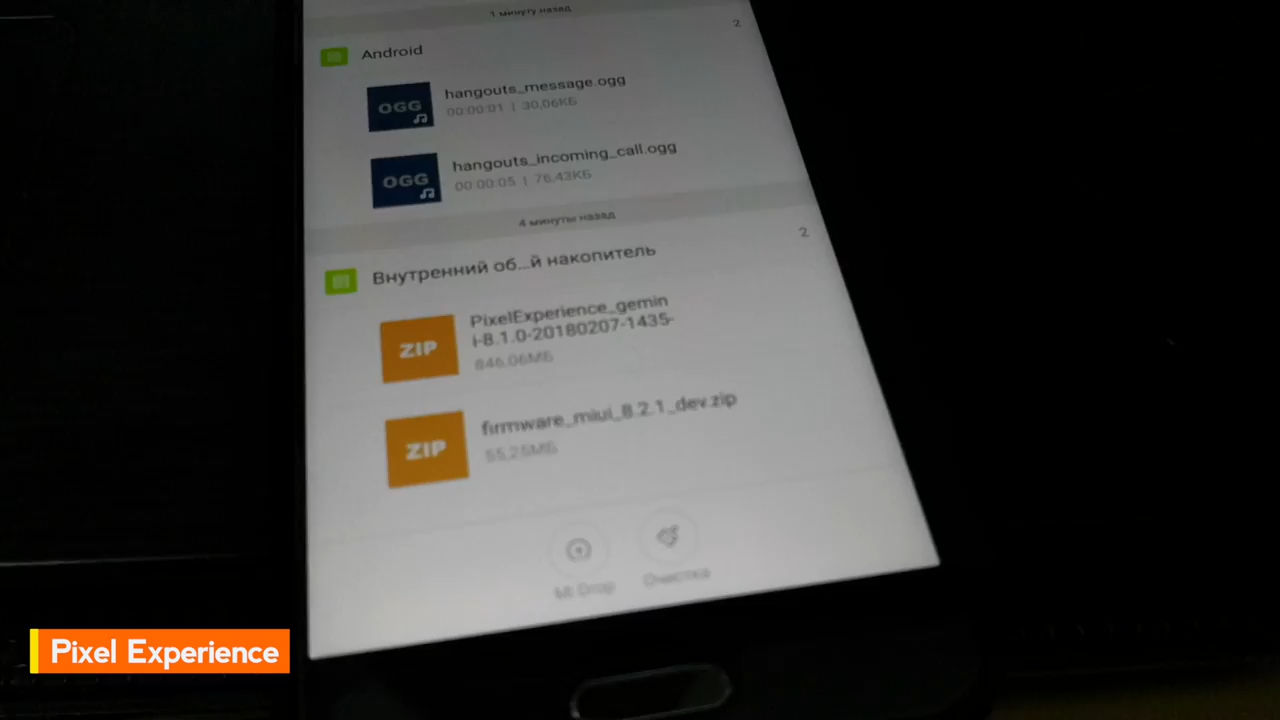 1 минуту назад
Android
2
OGG
hangouts_message.ogg
00:00:01 | 30,06КБ
OGG
hangouts_incoming_call.ogg
00:00:05 | 76,43КБ
4 минуты назад
Внутренний об...й накопитель
2
ZIP
PixelExperience_gemin
i-8.1.0-20180207-1435-
846,06МБ
ZIP
firmware_miui_8.2.1_dev.zip
55,25МБ
Mi Drop
Очистка
Pixel Experience